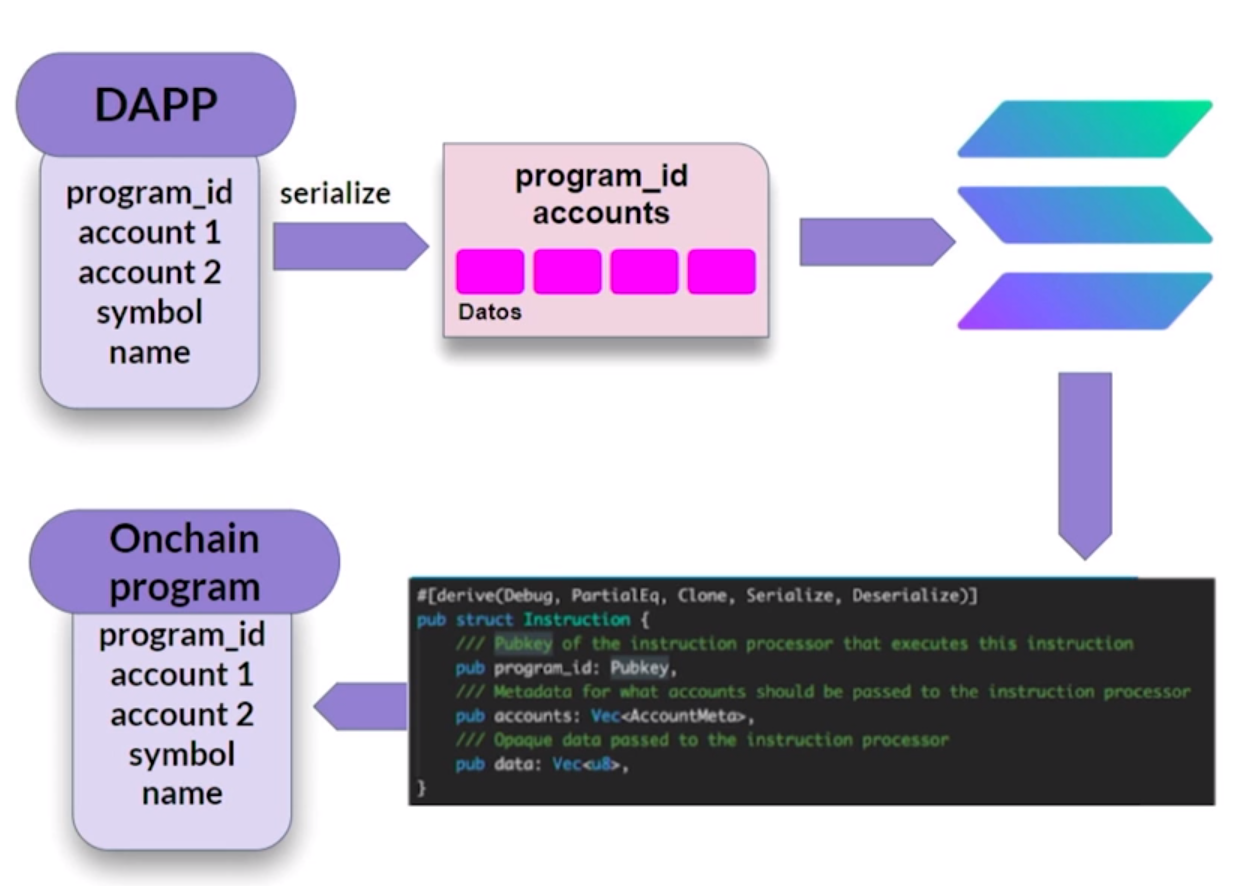 DAPP
program_id
account 1
account 2
symbol
name
serialize
program_id
accounts
Datos
#[derive(Debug, PartialEq, Clone, Serialize, Deserialize)]
pub struct Instruction {
/// Pubkey of the instruction processor that executes this instruction
pub program_id: Pubkey,
/// Metadata for what accounts should be passed to the instruction processor
pub accounts: Vec<AccountMeta>,
/// Opaque data passed to the instruction processor
pub data: Vec<u8>,
}
Onchain
program
program_id
account 1
account 2
symbol
name